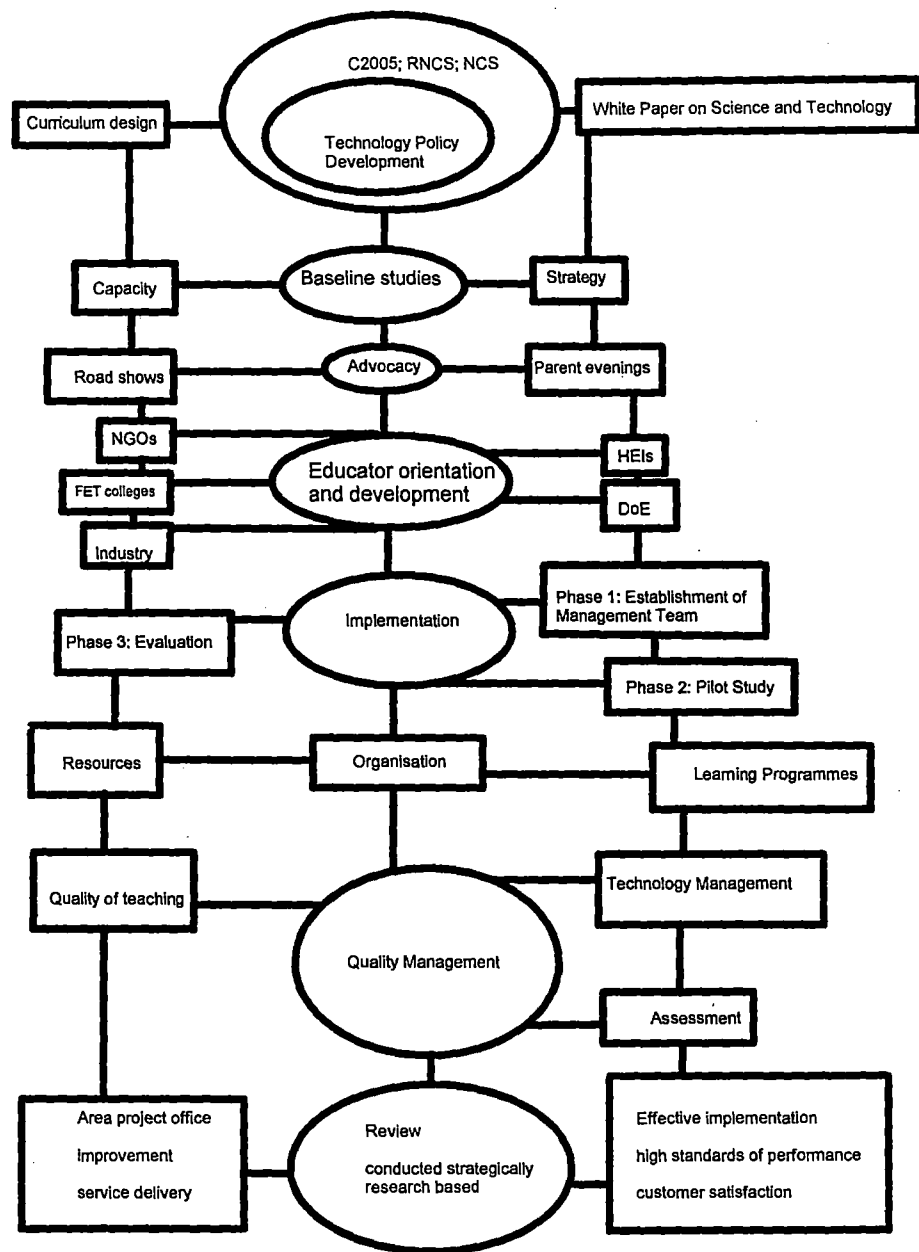 C2005; RNCS; NCS
White Paper on Science and Technology
Curriculum design
Technology Policy
Development
Baseline studies
Strategy
Capacity
Advocacy
Parent evenings
Road shows
NGOs
HEIs
Educator orientation
and development
FET colleges
DoE
Industry
Phase 1: Establishment of
Management Team
Implementation
Phase 3: Evaluation
Phase 2: Pilot Study
Resources
Organisation
Learning Programmes
Quality of teaching
Technology Management
Quality Management
Assessment
Area project office
improvement
service delivery
Review
conducted strategically
research based
Effective implementation
high standards of performance
customer satisfaction